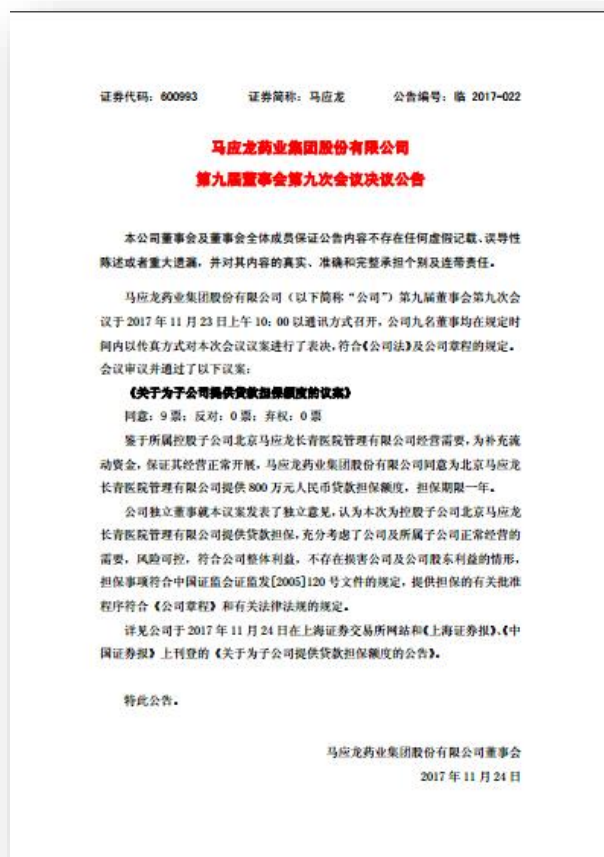 证券代码：600993 证券简称：马应龙 公告编号：临 2017-022
马应龙药业集团股份有限公司
第九届董事会第九次会议决议公告
本公司董事会及董事会全体成员保证公告内容不存在任何虚假记载、误导性
陈述或者重大遗漏，并对其内容的真实、准确和完整承担个别及连带责任。
马应龙药业集团股份有限公司（以下简称“公司”）第九届董事会第九次会
议于 2017 年 11 月 23 日上午 10：00 以通讯方式召开，公司九名董事均在规定时
间内以传真方式对本次会议议案进行了表决，符合《公司法》及公司章程的规定。
会议审议并通过了以下议案：
《关于为子公司提供贷款担保额度的议案》
同意：9 票；反对：0 票；弃权：0 票
鉴于所属控股子公司北京马应龙长青医院管理有限公司经营需要，为补充流
动资金，保证其经营正常开展，马应龙药业集团股份有限公司同意为北京马应龙
长青医院管理有限公司提供 800 万元人民币贷款担保额度，担保期限一年。
公司独立董事就本议案发表了独立意见，认为本次为控股子公司北京马应龙
长青医院管理有限公司提供贷款担保，充分考虑了公司及所属子公司正常经营的
需要，风险可控，符合公司整体利益，不存在损害公司及公司股东利益的情形，
担保事项符合中国证监会证监发[2005]120 号文件的规定，提供担保的有关批准
程序符合《公司章程》和有关法律法规的规定。
详见公司于 2017 年 11 月 24 日在上海证券交易所网站和《上海证券报》、《中
国证券报》上刊登的《关于为子公司提供贷款担保额度的公告》。
特此公告。
马应龙药业集团股份有限公司董事会
2017 年 11 月 24 日